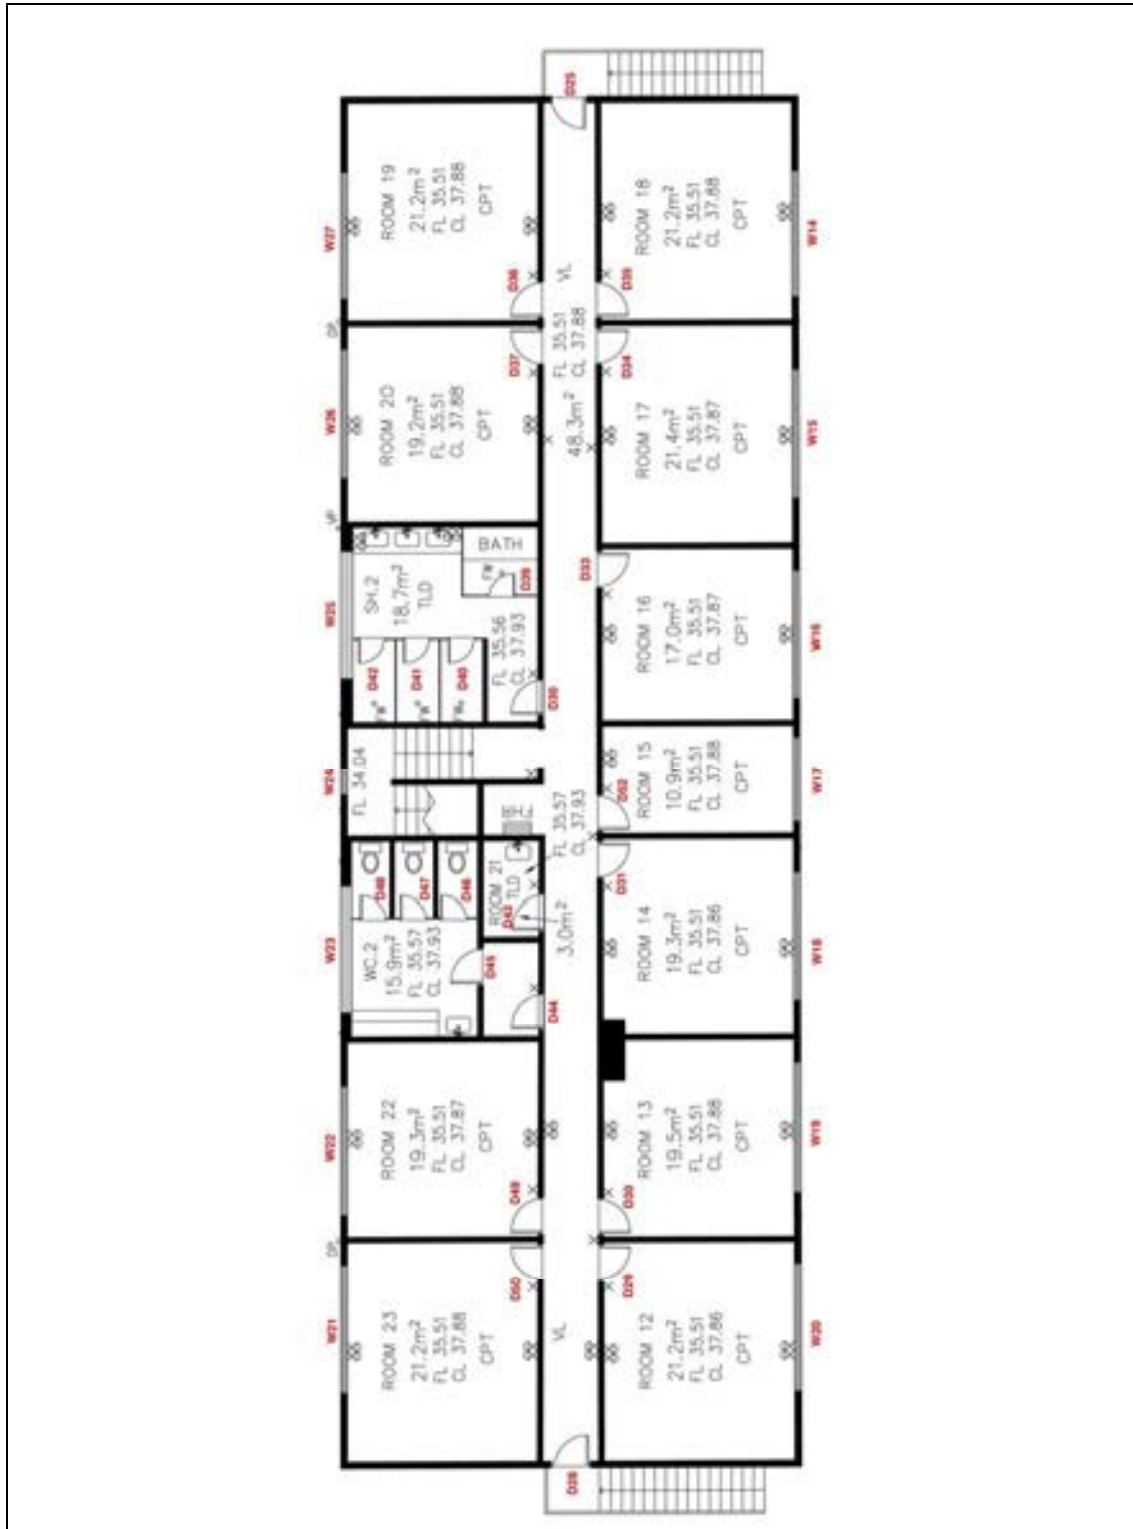 D25
W27
ROOM 19
21.2m²
FL 35.51
CL 37.88
CPT
D36
VL
ROOM 18
21.2m²
FL 35.51
CL 37.88
CPT
D35
W14
DP
W26
ROOM 20
19.2m²
FL 35.51
CL 37.88
CPT
D37
48.3m²
FL 35.51
CL 37.88
ROOM 17
21.4m²
FL 35.51
CL 37.87
CPT
D34
W15
VP
W25
SH.2
18.7m²
TLD
FL 35.56
CL 37.93
BATH
FW
D39
D42
FW
D41
FW
D40
FW
D33
ROOM 16
17.0m²
FL 35.51
CL 37.87
CPT
W16
W24
FL 34.04
ROOM 15
10.9m²
FL 35.51
CL 37.88
CPT
W17
FL 35.57
CL 37.93
W23
WC.2
15.9m²
FL 35.57
CL 37.93
D48
D47
D46
D45
D44
ROOM 21
TLD
D43
3.0m²
D31
ROOM 14
19.3m²
FL 35.51
CL 37.86
CPT
W18
W22
ROOM 22
19.3m²
FL 35.51
CL 37.87
CPT
D49
ROOM 13
19.5m²
FL 35.51
CL 37.88
CPT
D30
W19
DP
W21
ROOM 23
21.2m²
FL 35.51
CL 37.88
CPT
D50
VL
ROOM 12
21.2m²
FL 35.51
CL 37.86
CPT
D29
W20